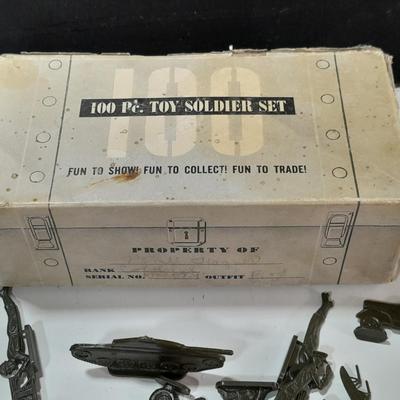 100
100 Pc. TOY SOLDIER SET
FUN TO SHOW! FUN TO COLLECT! FUN TO TRADE!
PROPERTY OF
RANK
SERIAL NO. OUTFIT